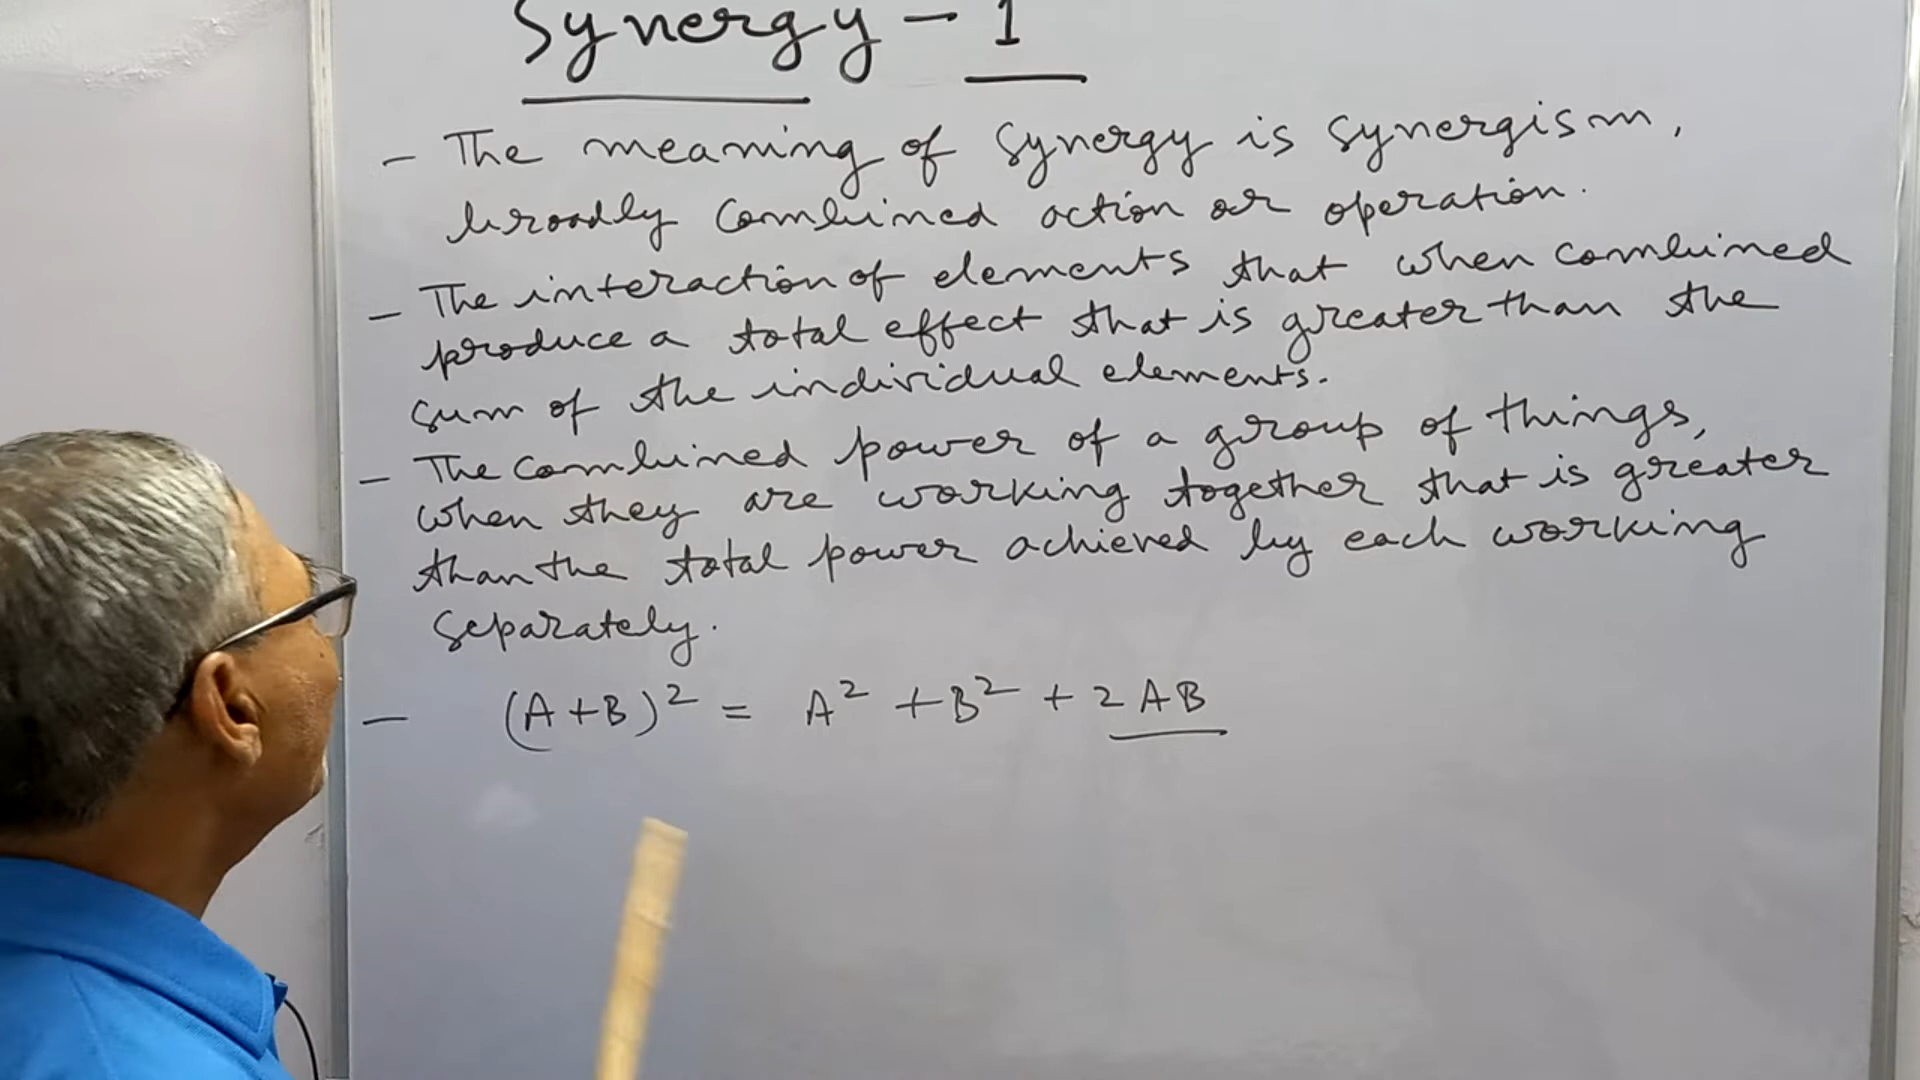 Synergy - 1
- The meaning of Synergy is Synergism,
broadly combined action or operation.
- The interaction of elements that when combined
produce a total effect that is greater than the
sum of the individual elements.
- The combined power of a group of things,
when they are working together that is greater
than the total power achieved by each working
separately.
- (A+B)² = A² + B² + 2AB